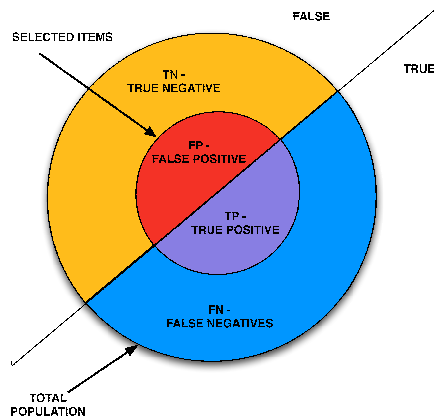 FALSE
SELECTED ITEMS
TRUE
TN -
TRUE NEGATIVE
FP -
FALSE POSITIVE
TP -
TRUE POSITIVE
FN -
FALSE NEGATIVES
TOTAL
POPULATION